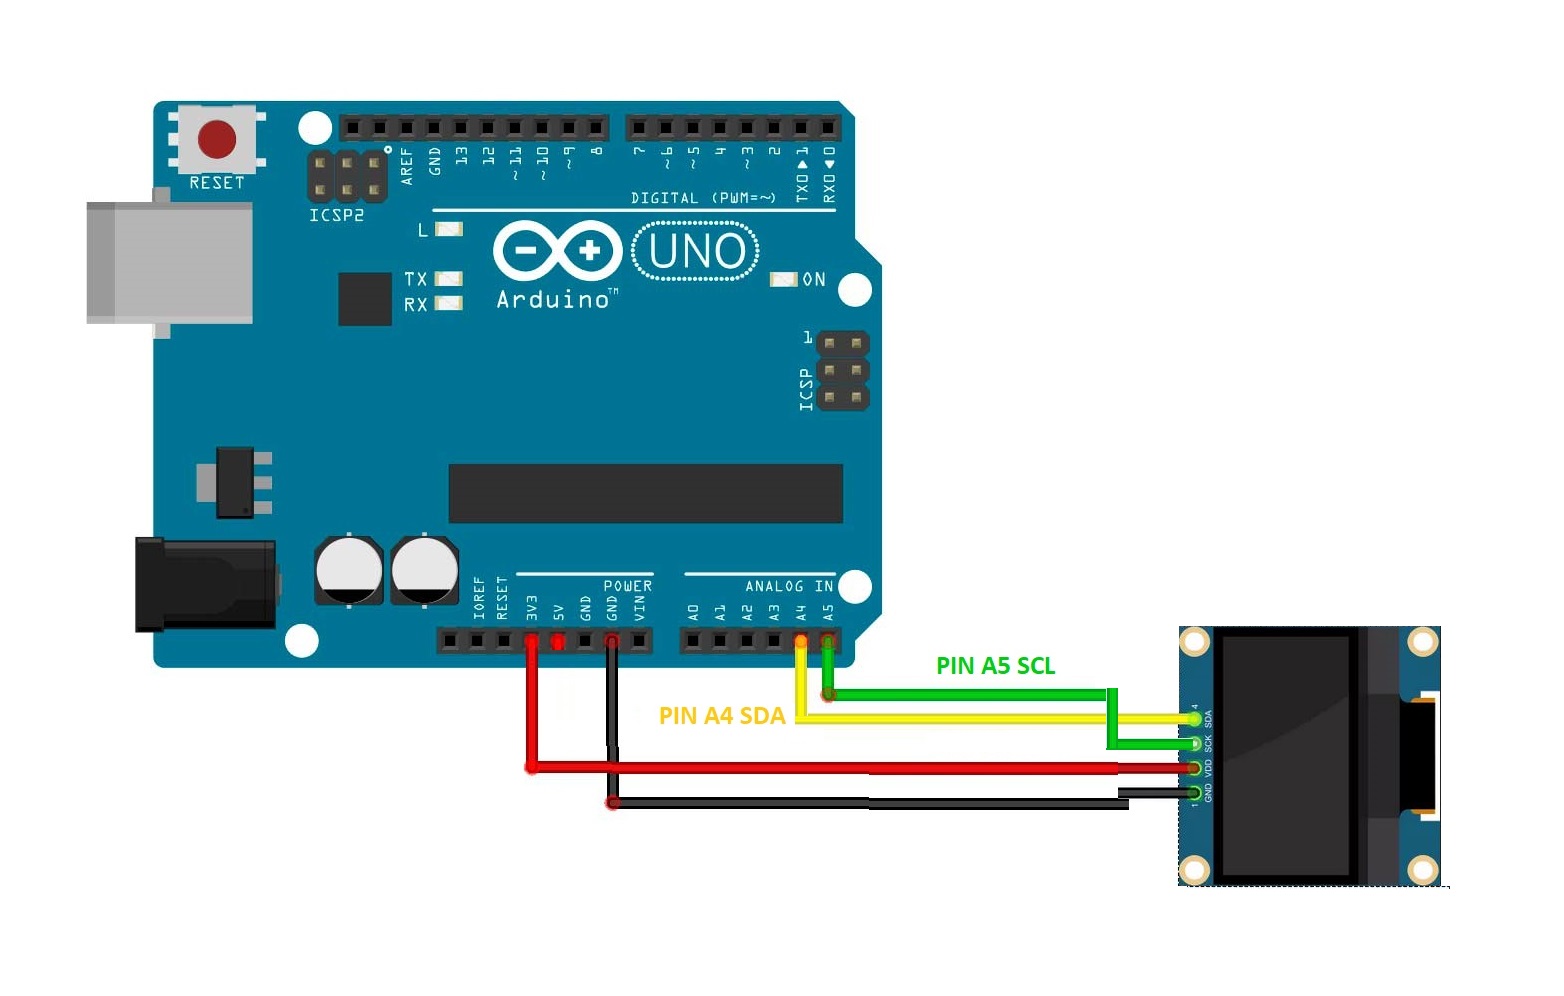 RESET
ICSP2
AREF
GND
13
12
~11
~10
~9
8
7
~6
~5
4
~3
2
TX0▶1
RX0◀0
DIGITAL (PWM=~)
L
TX
RX
UNO
Arduino™
ON
1
ICSP
POWER
ANALOG IN
IOREF
RESET
3V3
5V
GND
GND
VIN
A0
A1
A2
A3
A4
A5
PIN A5 SCL
PIN A4 SDA
4
SDA
SCK
VDD
GND
1